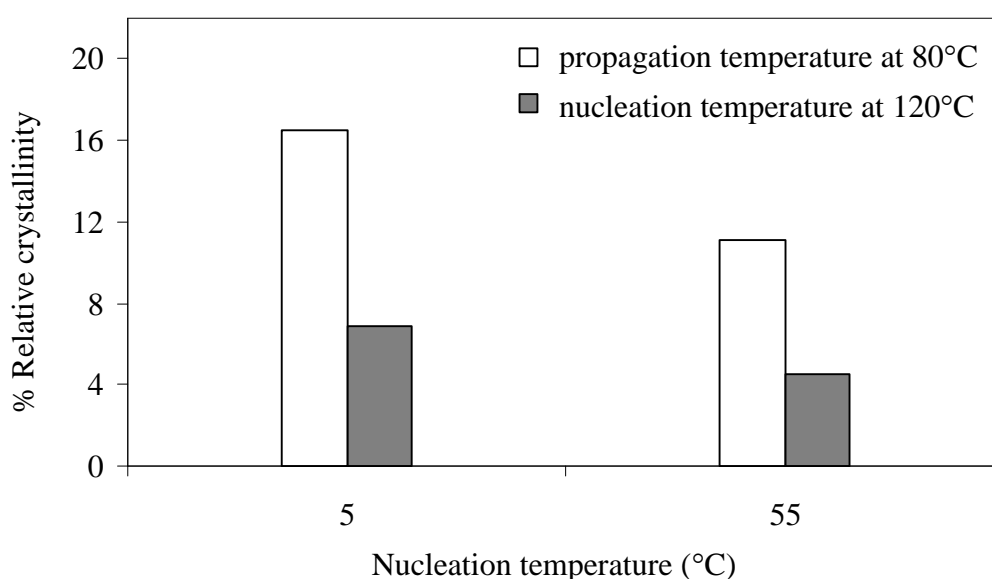 20
propagation temperature at 80°C
nucleation temperature at 120°C
16
12
8
4
0
% Relative crystallinity
5
55
Nucleation temperature (°C)